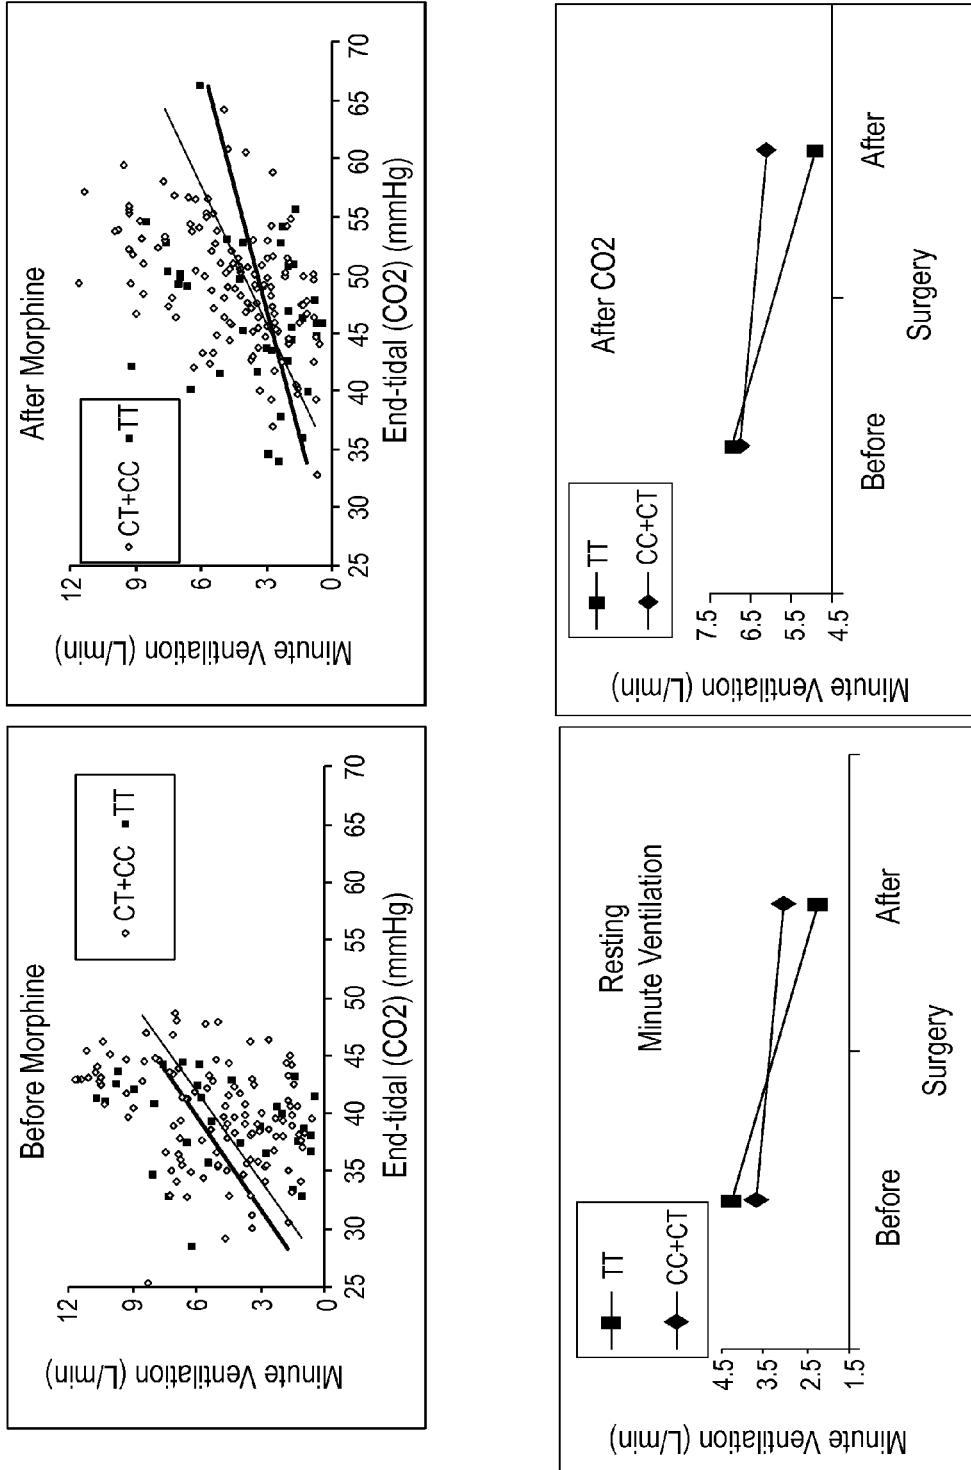 Before Morphine
◇ CT+CC ■ TT
Minute Ventilation (L/min)
12
9
6
3
0
25 30 35 40 45 50 55 60 65 70
End-tidal (CO2) (mmHg)
After Morphine
◇ CT+CC ■ TT
Minute Ventilation (L/min)
12
9
6
3
0
25 30 35 40 45 50 55 60 65 70
End-tidal (CO2) (mmHg)
Resting
Minute Ventilation
TT
CC+CT
Minute Ventilation (L/min)
4.5
3.5
2.5
1.5
Before After
Surgery
After CO2
TT
CC+CT
Minute Ventilation (L/min)
7.5
6.5
5.5
4.5
Before After
Surgery